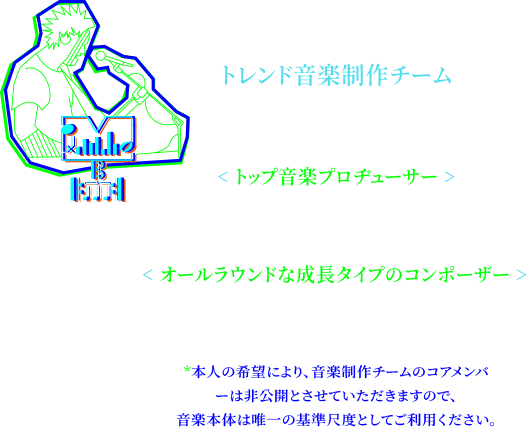 トレンド音楽制作チーム
< トップ音楽プロヂューサー >
< オールラウンドな成長タイプのコンポーザー >
*本人の希望により、音楽制作チームのコアメンバ
ーは非公開とさせていただきますので、
音楽本体は唯一の基準尺度としてご利用ください。